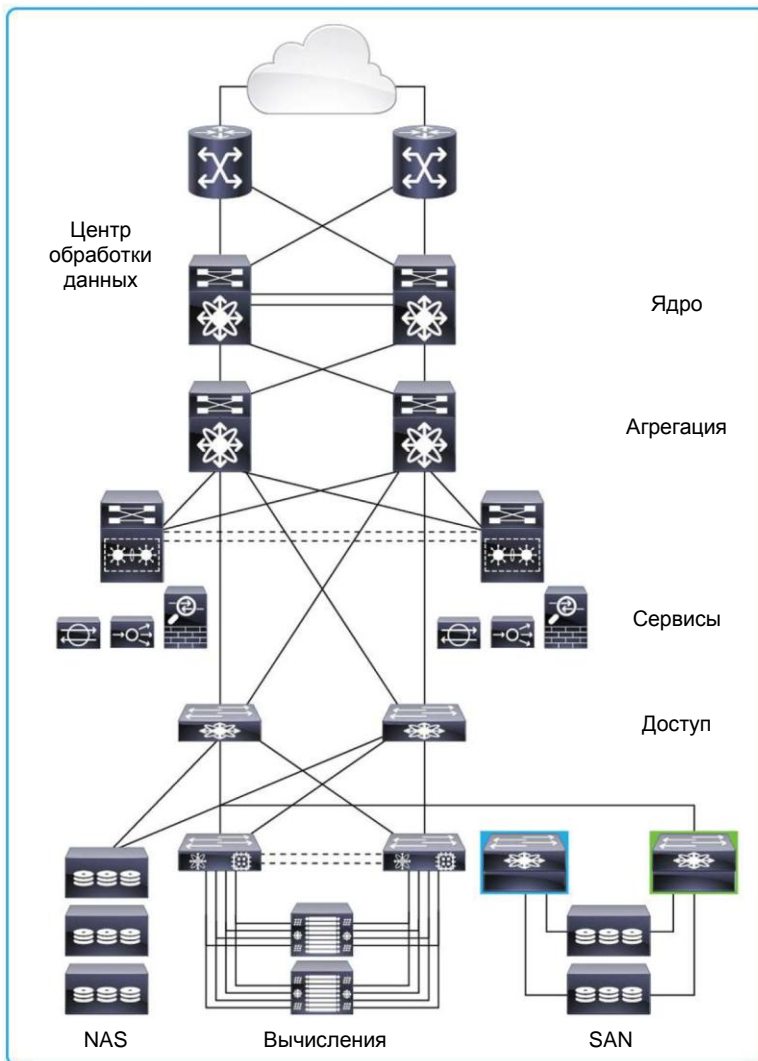 Центр
обработки
данных
Ядро
Агрегация
Сервисы
Доступ
NAS
Вычисления
SAN